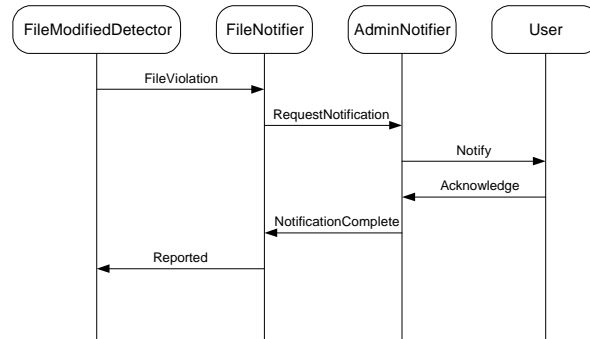 FileModifiedDetector
FileNotifier
AdminNotifier
User
FileViolation
RequestNotification
Notify
Acknowledge
NotificationComplete
Reported